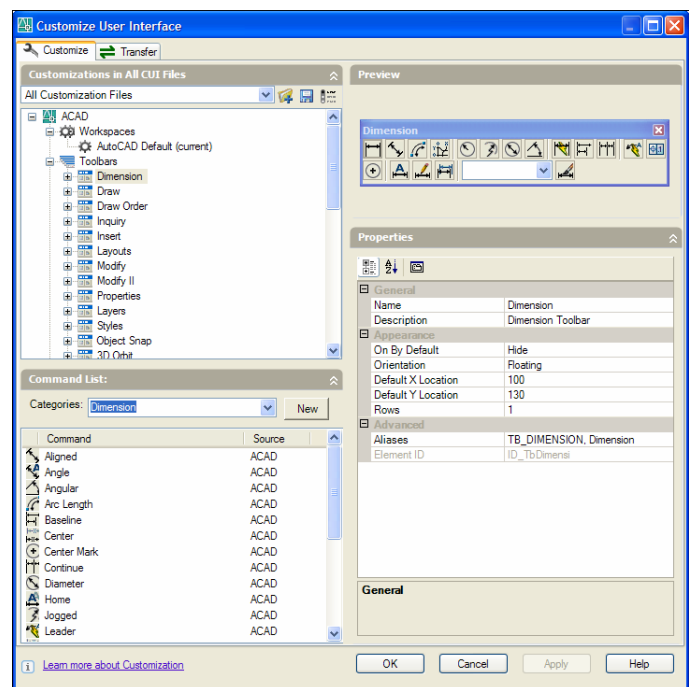 Customize User Interface
Customize
Transfer
Customizations in All CUI Files
All Customization Files
ACAD
Workspaces
AutoCAD Default (current)
Toolbars
Dimension
Draw
Draw Order
Inquiry
Insert
Layouts
Modify
Modify II
Properties
Layers
Styles
Object Snap
3D Orbit
Command List:
Categories: Dimension
New
Command Source
Aligned ACAD
Angle ACAD
Angular ACAD
Arc Length ACAD
Baseline ACAD
Center ACAD
Center Mark ACAD
Continue ACAD
Diameter ACAD
Home ACAD
Jogged ACAD
Leader ACAD
Learn more about Customization
Preview
Dimension
Properties
General
Name Dimension
Description Dimension Toolbar
Appearance
On By Default Hide
Orientation Floating
Default X Location 100
Default Y Location 130
Rows 1
Advanced
Aliases TB_DIMENSION, Dimension
Element ID ID_TbDimensi
General
OK Cancel Apply Help